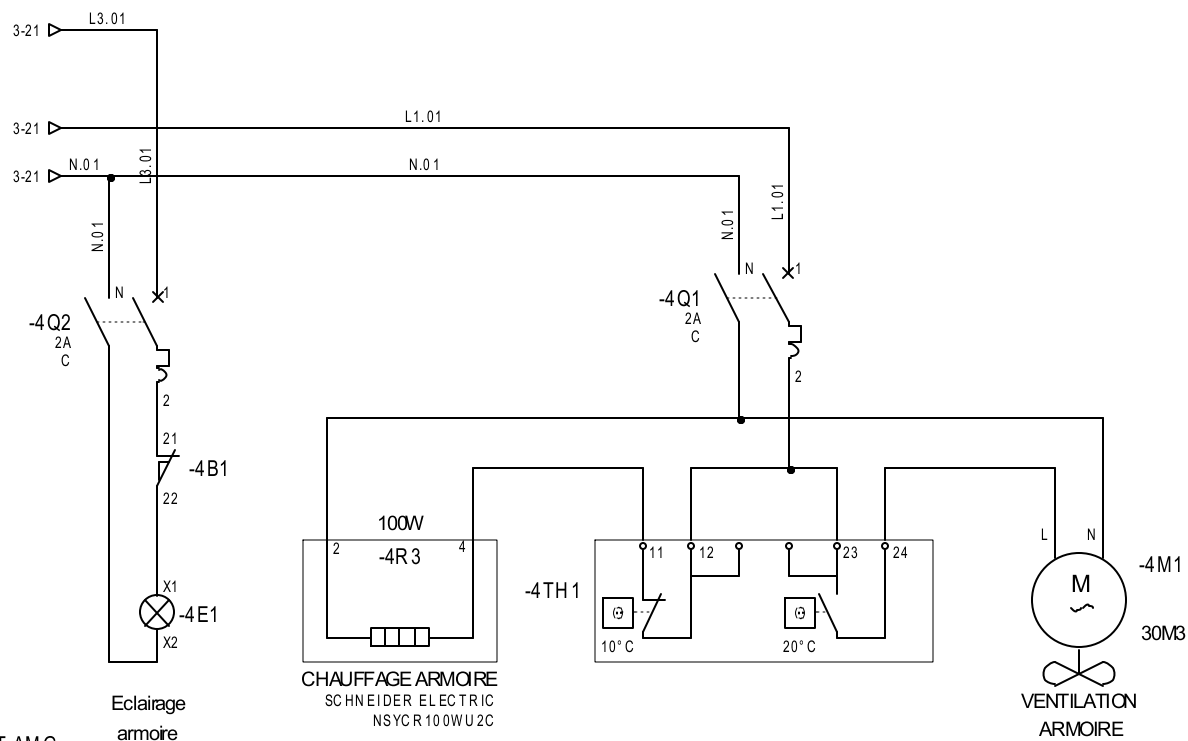 L3.01
3-21
L1.01
3-21
L3.01
N.01
N.01
3-21
N.01
N.01
L1.01
N
1
-4Q1
2A
C
2
N
1
-4Q2
2A
C
2
21
-4B1
22
100W
2
-4R3
4
11
12
23
24
L
N
-4TH1
M
-4M1
X1
-4E1
X2
10°C
20°C
30M3
CHAUFFAGE ARMOIRE
SCHNEIDER ELECTRIC
NSYCR100WU2C
Eclairage
armoire
VENTILATION
ARMOIRE